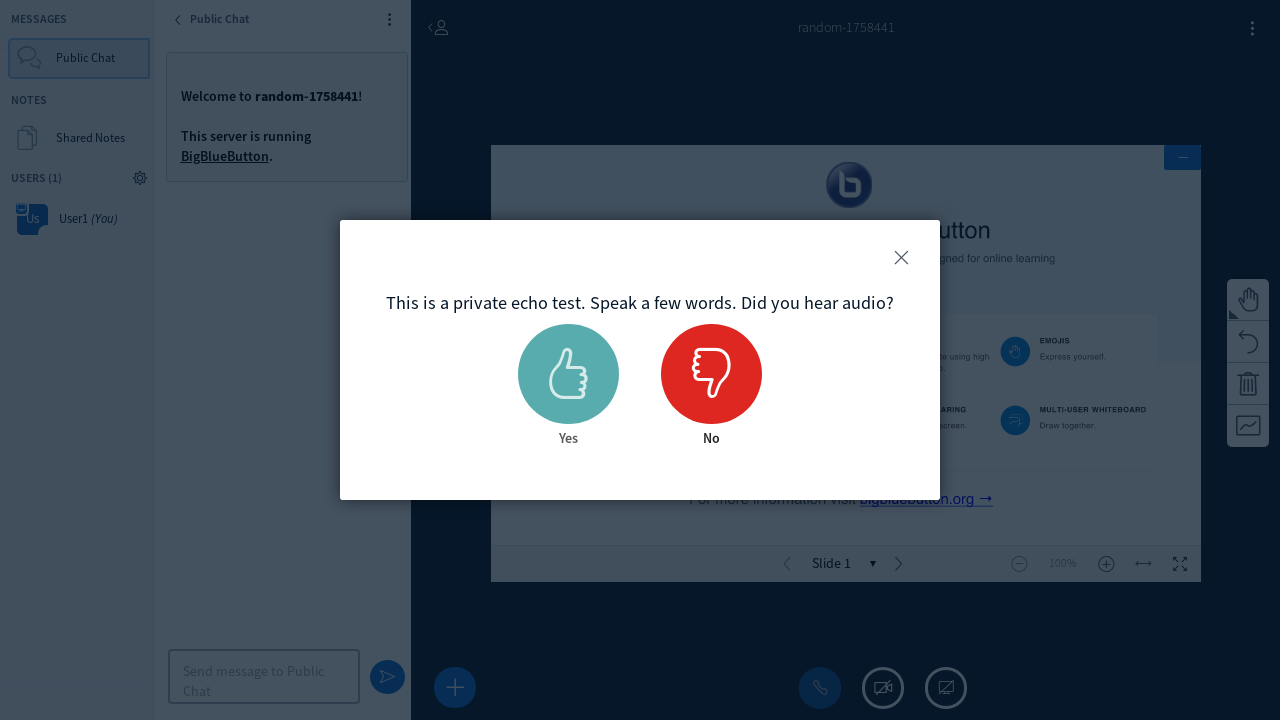 MESSAGES
Public Chat
NOTES
Shared Notes
USERS (1)
Us
User1 (You)
Public Chat
Welcome to random-1758441!
This server is running
BigBlueButton.
Send message to Public
Chat
random-1758441
utton
gned for online learning
EMOJIS
e using high
Express yourself.
ARING
MULTI-USER WHITEBOARD
screen.
Draw together.
For more information visit bigbluebutton.org →
Slide 1
100%
This is a private echo test. Speak a few words. Did you hear audio?
Yes
No